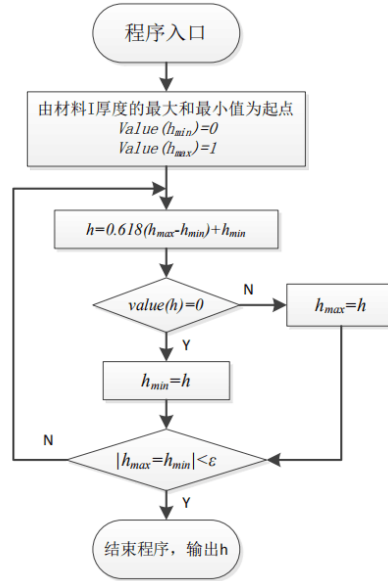 程序入口
由材料I厚度的最大和最小值为起点
Value(hmin)=0
Value(hmax)=1
h=0.618(hmax-hmin)+hmin
value(h)=0
N
hmax=h
Y
hmin=h
N
|hmax=hmin|<ε
Y
结束程序，输出h